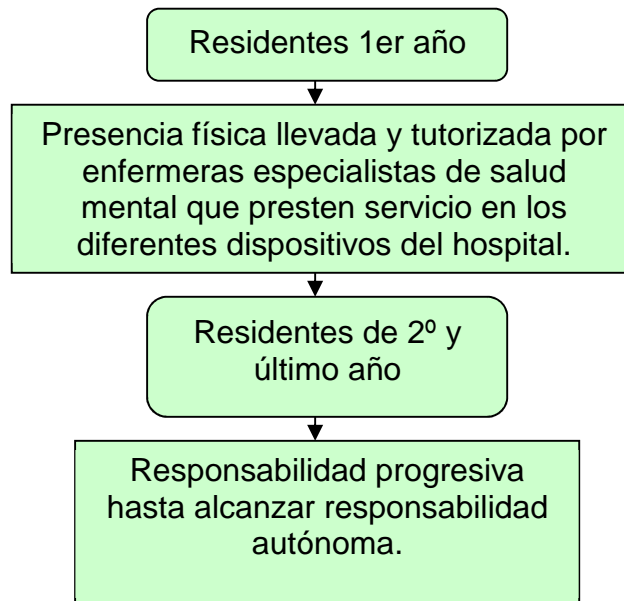 Residentes 1er año
Presencia física llevada y tutorizada por
enfermeras especialistas de salud
mental que presten servicio en los
diferentes dispositivos del hospital.
Residentes de 2º y
último año
Responsabilidad progresiva
hasta alcanzar responsabilidad
autónoma.